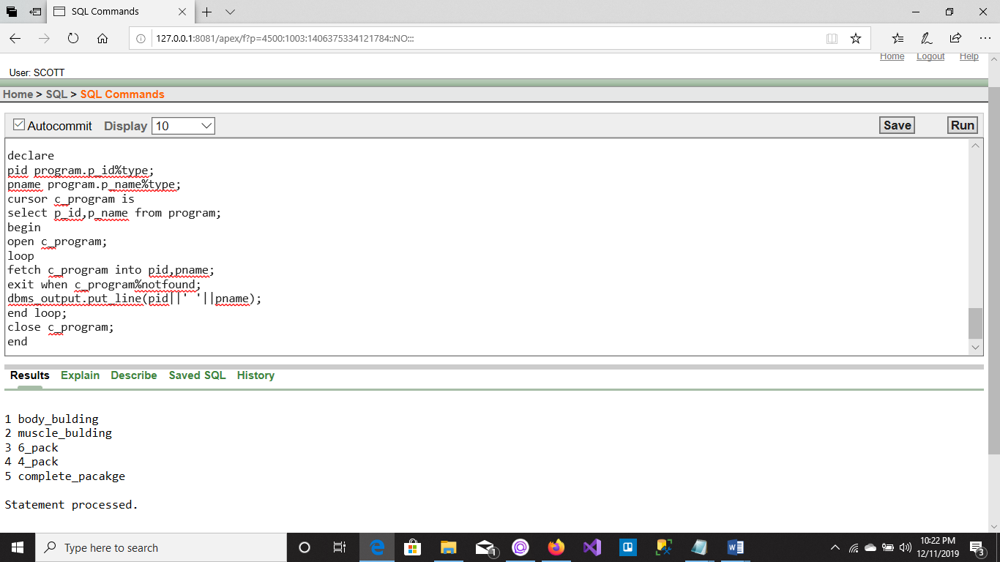 SQL Commands
127.0.0.1:8081/apex/f?p=4500:1003:1406375334121784::NO:::
Home Logout Help
User: SCOTT
Home > SQL > SQL Commands
Autocommit Display 10 Save Run
declare
pid program.p_id%type;
pname program.p_name%type;
cursor c_program is
select p_id,p_name from program;
begin
open c_program;
loop
fetch c_program into pid,pname;
exit when c_program%notfound;
dbms_output.put_line(pid||' '||pname);
end loop;
close c_program;
end
Results Explain Describe Saved SQL History
1 body_bulding
2 muscle_bulding
3 6_pack
4 4_pack
5 complete_pacakge
Statement processed.
Type here to search
1
10:22 PM
12/11/2019
3